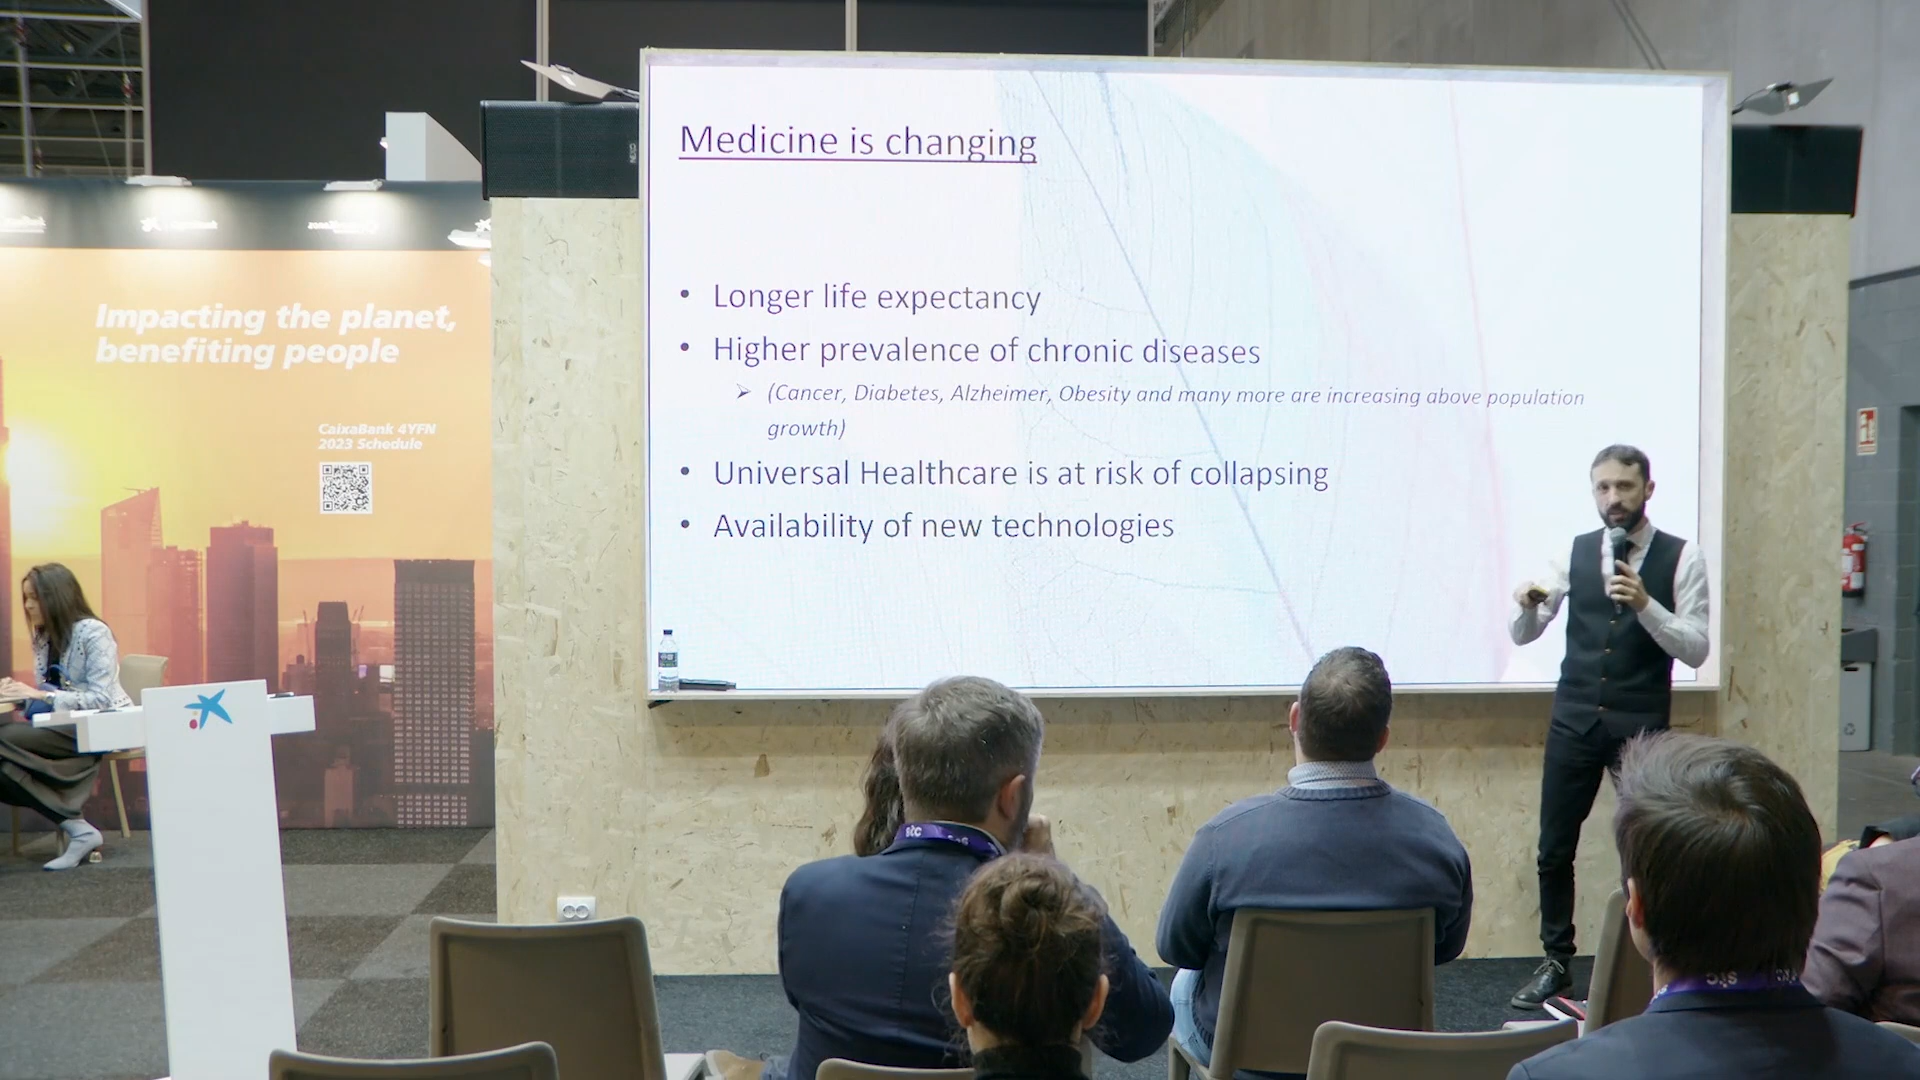 Medicine is changing
• Longer life expectancy
• Higher prevalence of chronic diseases
➢ (Cancer, Diabetes, Alzheimer, Obesity and many more are increasing above population
growth)
• Universal Healthcare is at risk of collapsing
• Availability of new technologies
Impacting the planet,
benefiting people
CaixaBank 4YFN
2023 Schedule
stc
stc